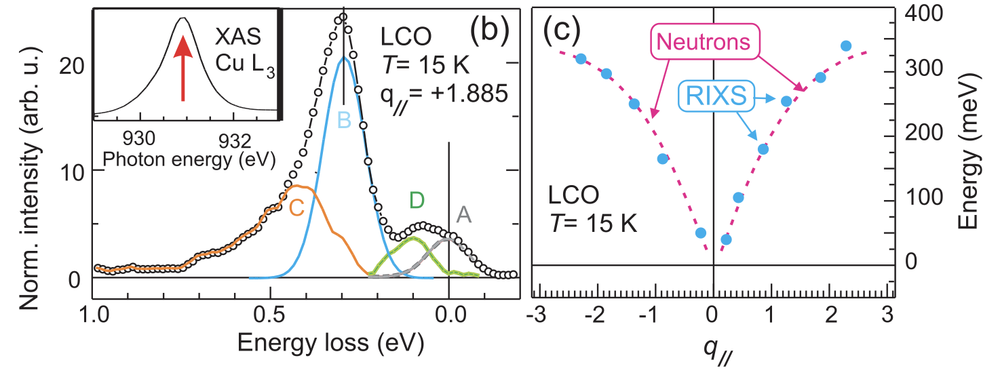 XAS
Cu L3
930
932
Photon energy (eV)
(b)
LCO
T= 15 K
q//= +1.885
B
C
D
A
20
10
0
Norm. intensity (arb. u.)
1.0
0.5
0.0
Energy loss (eV)
(c)
Neutrons
RIXS
LCO
T= 15 K
400
300
200
100
0
Energy (meV)
-3
-2
-1
0
1
2
3
q//